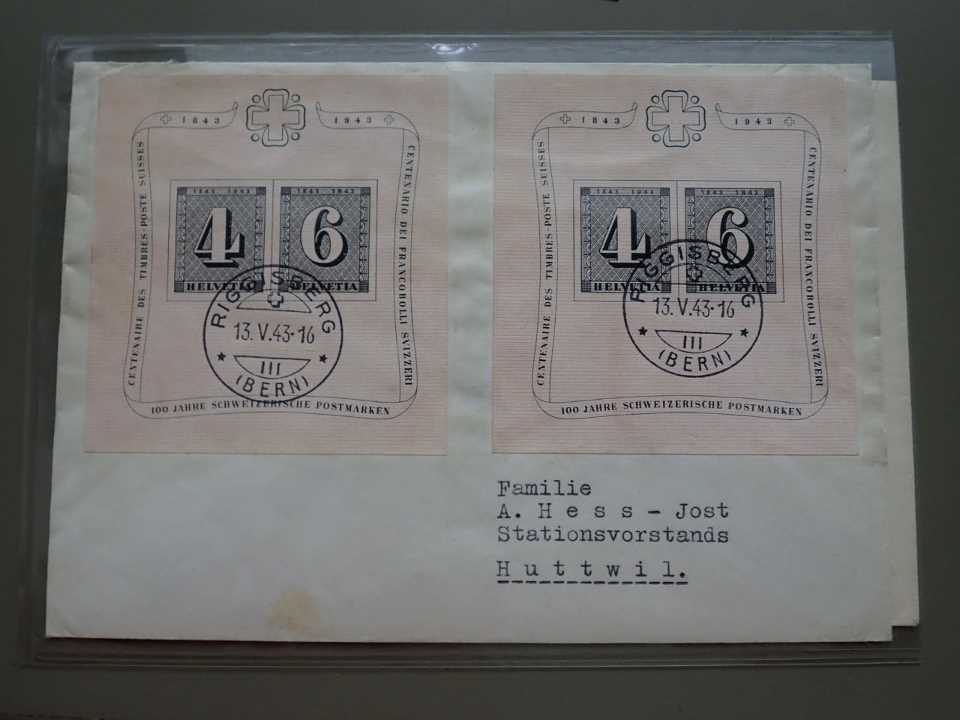 1843 1943
CENTENAIRE DES TIMBRES-POSTE SUISSES
CENTENARIO DEI FRANCOBOLLI SVIZZERI
100 JAHRE SCHWEIZERISCHE POSTMARKEN
1843 1943
4
HELVETIA
1843 1943
6
HELVETIA
RIGGISBERG
13.V.43-16
III
(BERN)
1843 1943
CENTENAIRE DES TIMBRES-POSTE SUISSES
CENTENARIO DEI FRANCOBOLLI SVIZZERI
100 JAHRE SCHWEIZERISCHE POSTMARKEN
1843 1943
4
HELVETIA
1843 1943
6
HELVETIA
RIGGISBERG
13.V.43-16
III
(BERN)
Familie
A. Hess - Jost
Stationsvorstands
Huttwil.